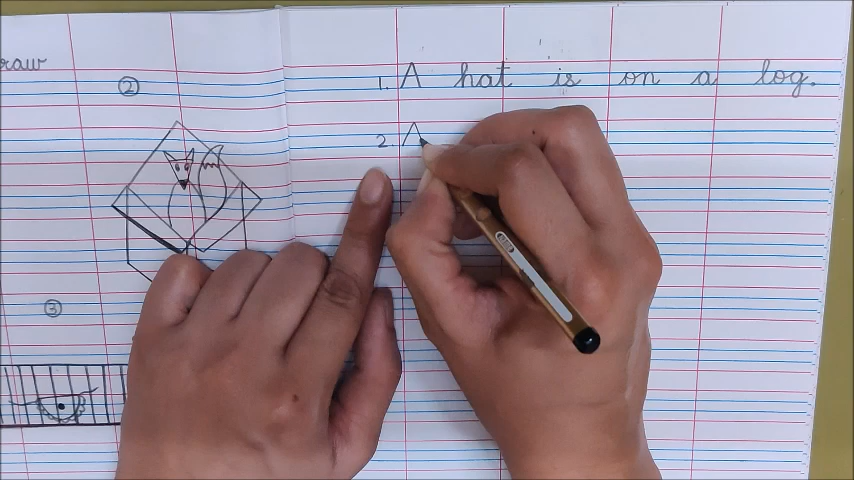 raw
②
1. A hat is on a log.
2. A
③